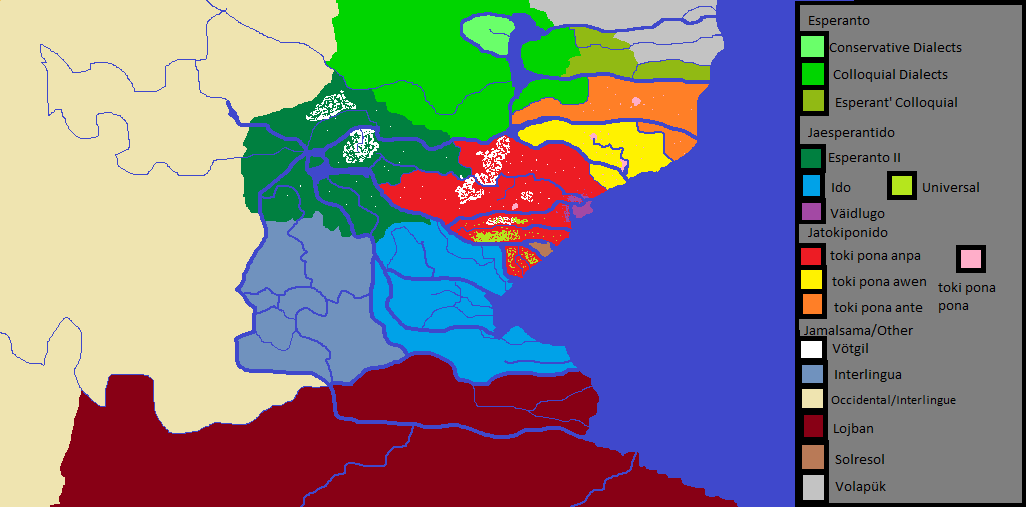 Esperanto
Conservative Dialects
Colloquial Dialects
Esperant' Colloquial
Jaesperantido
Esperanto II
Ido
Universal
Väidlugo
Jatokiponido
toki pona anpa
toki pona awen
toki pona
pona
toki pona ante
Jamalsama/Other
Vötgil
Interlingua
Occidental/Interlingue
Lojban
Solresol
Volapük